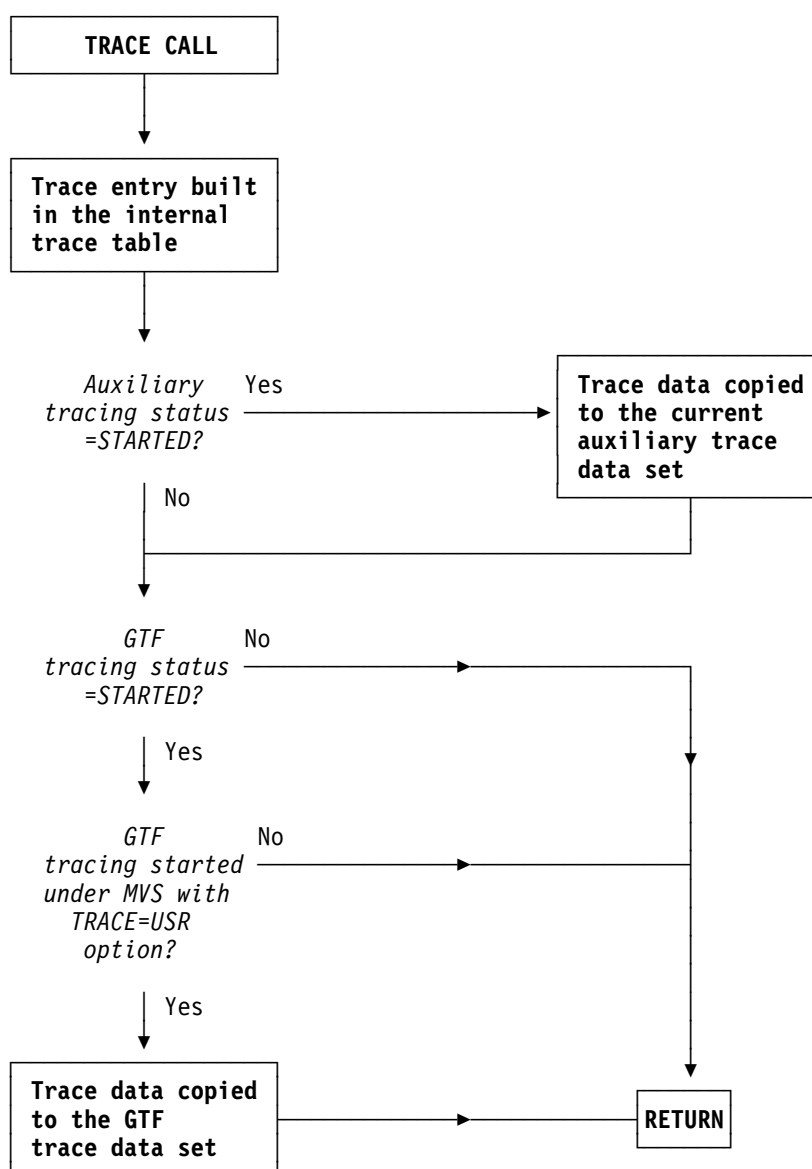 TRACE CALL
Trace entry built
in the internal
trace table
Auxiliary
tracing status
=STARTED?
Yes
Trace data copied
to the current
auxiliary trace
data set
No
GTF
tracing status
=STARTED?
No
Yes
GTF
tracing started
under MVS with
TRACE=USR
option?
No
Yes
Trace data copied
to the GTF
trace data set
RETURN